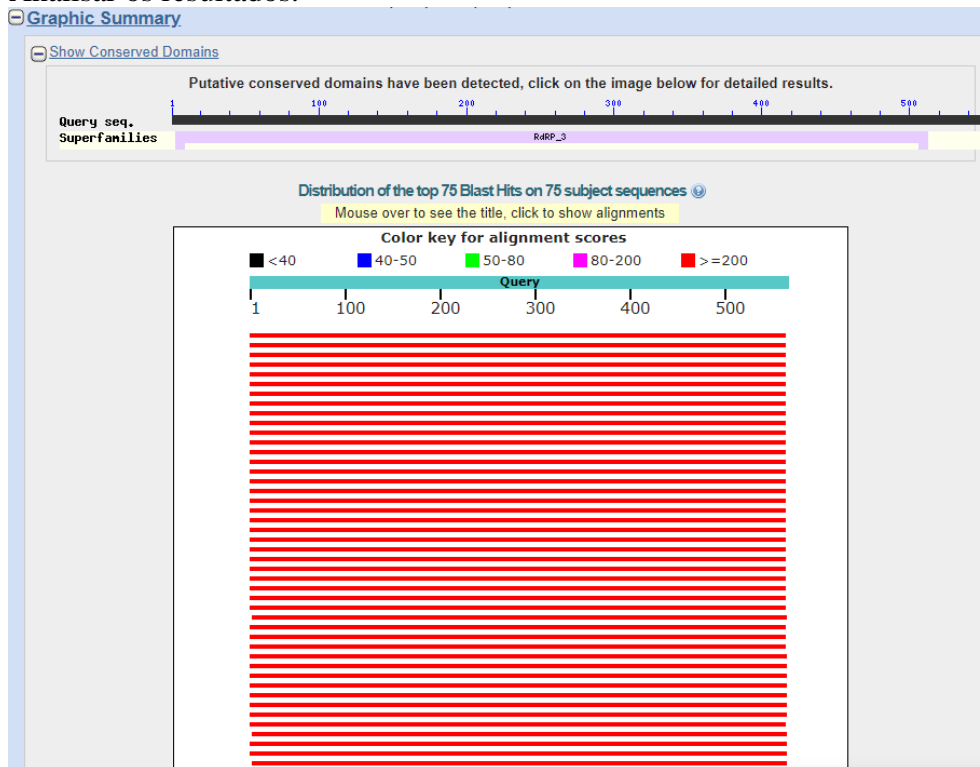 Analisar os resultados.
Graphic Summary
Show Conserved Domains
Putative conserved domains have been detected, click on the image below for detailed results.
1 100 200 300 400 500
Query seq.
Superfamilies RdRP_3
Distribution of the top 75 Blast Hits on 75 subject sequences
Mouse over to see the title, click to show alignments
Color key for alignment scores
<40 40-50 50-80 80-200 >=200
Query
1 100 200 300 400 500